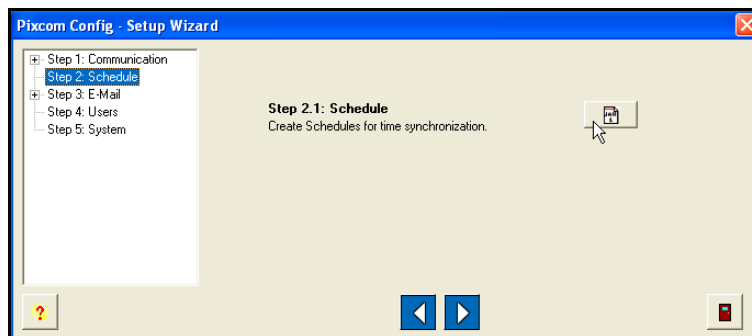 Pixcom Config - Setup Wizard
Step 1: Communication
Step 2: Schedule
Step 3: E-Mail
Step 4: Users
Step 5: System
Step 2.1: Schedule
Create Schedules for time synchronization.
?